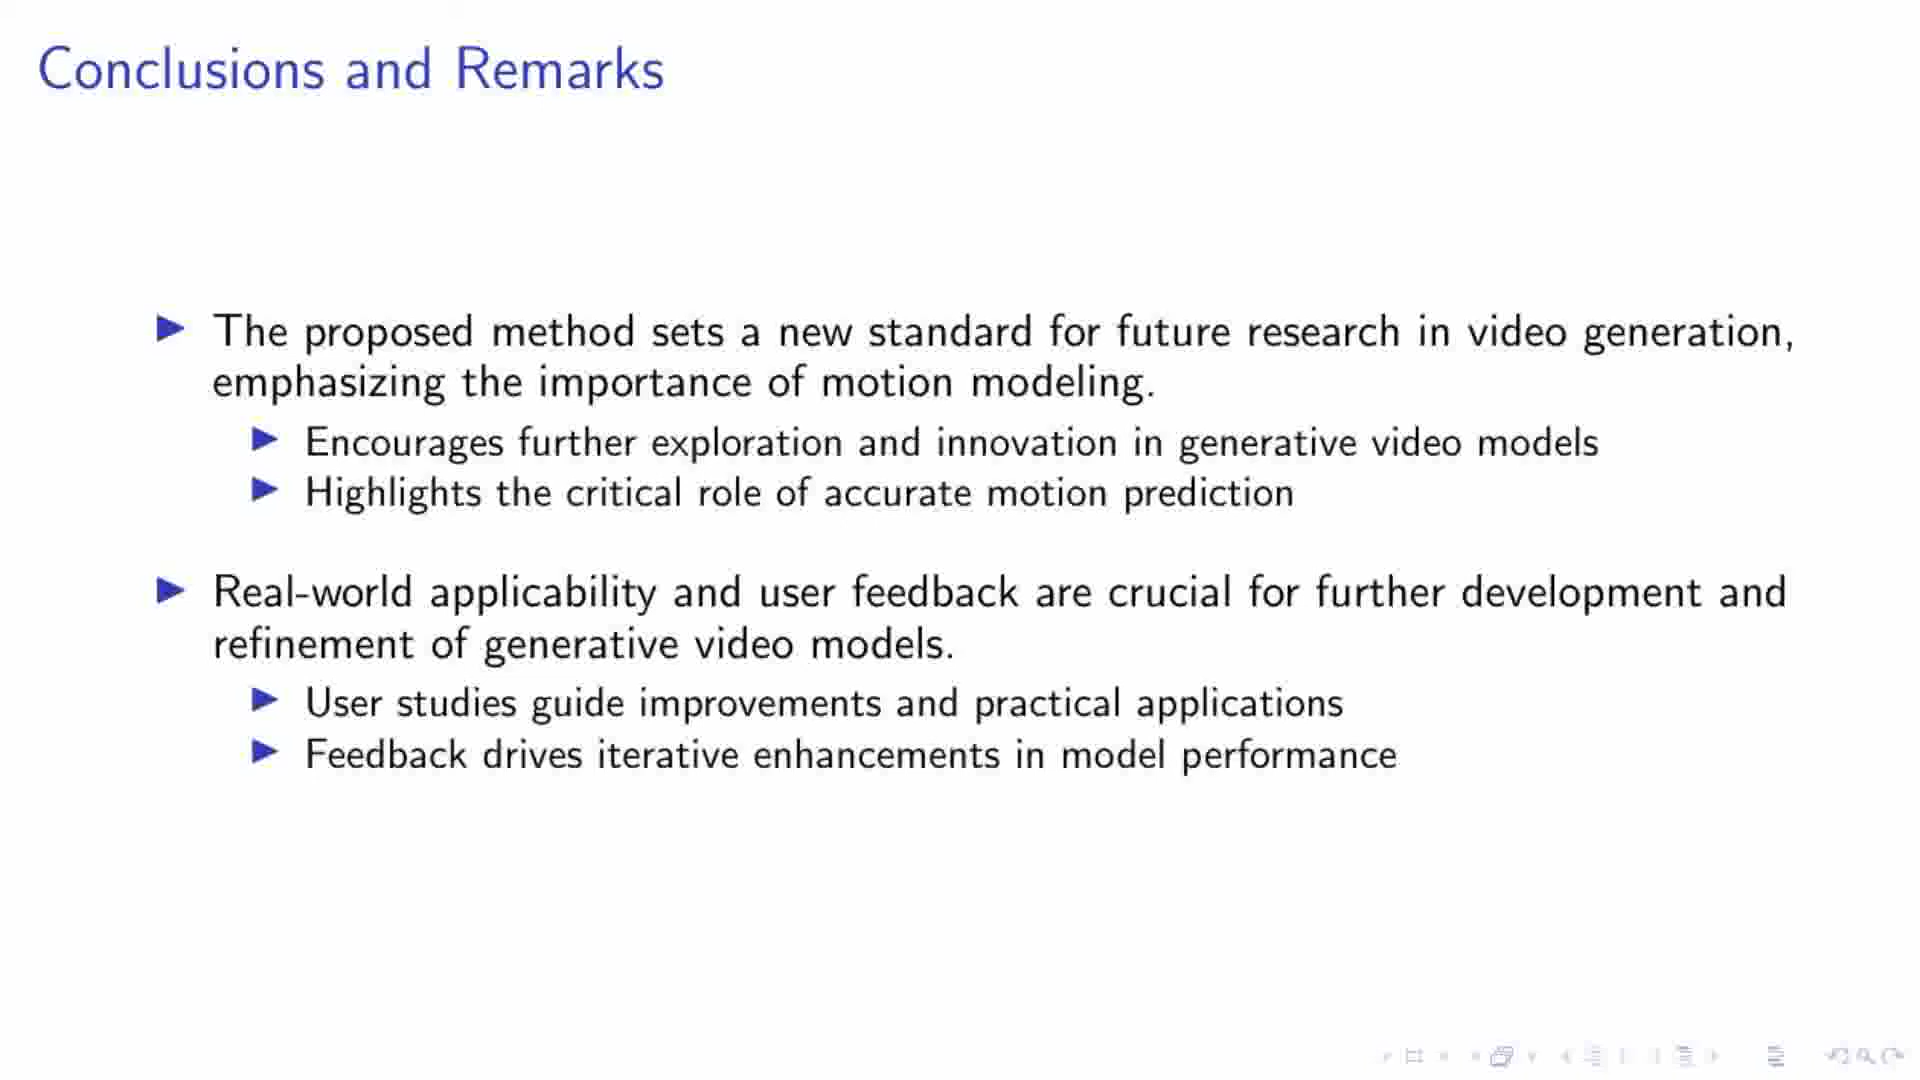 Conclusions and Remarks
The proposed method sets a new standard for future research in video generation,
emphasizing the importance of motion modeling.
Encourages further exploration and innovation in generative video models
Highlights the critical role of accurate motion prediction
Real-world applicability and user feedback are crucial for further development and
refinement of generative video models.
User studies guide improvements and practical applications
Feedback drives iterative enhancements in model performance